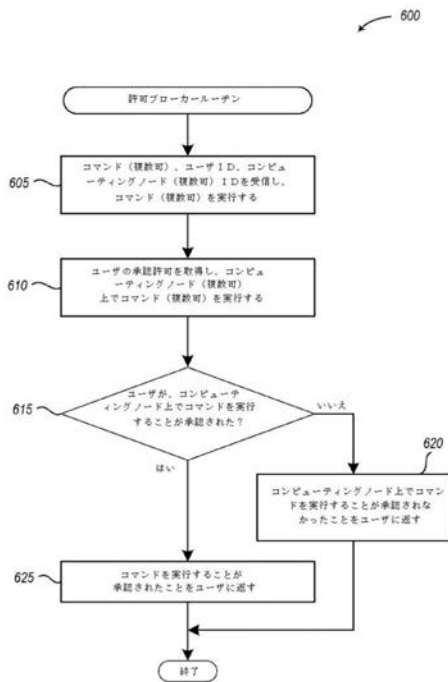 600
許可ブローカールーチン
605
コマンド(複数可)、ユーザID、コンピュ
ーティングノード(複数可)IDを受信し、
コマンド(複数可)を実行する
610
ユーザの承認許可を取得し、コンピュ
ーティングノード(複数可)
上でコマンド(複数可)を実行する
615
ユーザが、コンピューテ
ィングノード上でコマンドを実行
することが承認された?
いいえ
はい
620
コンピューティングノード上でコマン
ドを実行することが承認されな
かったことをユーザに返す
625
コマンドを実行することが
承認されたことをユーザに返す
終了